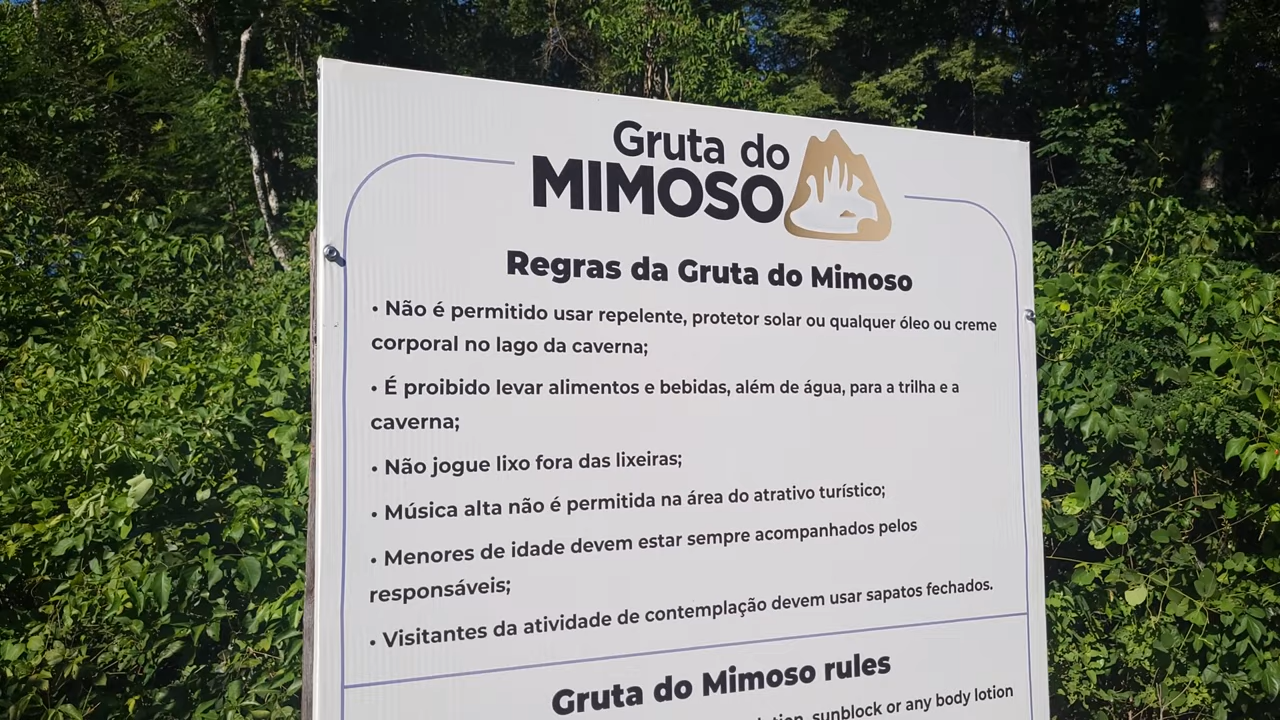 Gruta do
MIMOSO
Regras da Gruta do Mimoso
• Não é permitido usar repelente, protetor solar ou qualquer óleo ou creme
corporal no lago da caverna;
• É proibido levar alimentos e bebidas, além de água, para a trilha e a
caverna;
• Não jogue lixo fora das lixeiras;
• Música alta não é permitida na área do atrativo turístico;
• Menores de idade devem estar sempre acompanhados pelos
responsáveis;
• Visitantes da atividade de contemplação devem usar sapatos fechados.
Gruta do Mimoso rules
sunblock or any body lotion